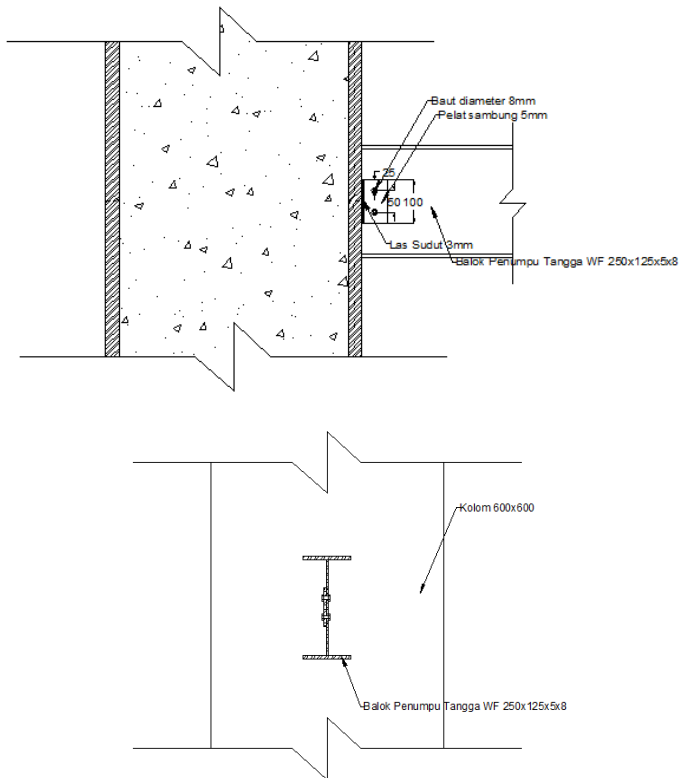 Baut diameter 8mm
Pelat sambung 5mm
25
50 100
Las Sudut 3mm
Balok Penumpu Tangga WF 250x125x5x8
Kolom 600x600
Balok Penumpu Tangga WF 250x125x5x8